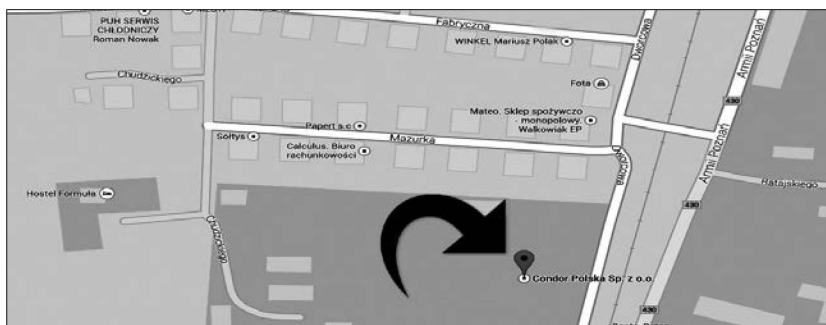 PUH SERWIS
CHŁODNICZY
Roman Nowak
Fabryczna
WINKEL Mariusz Polak
Dworcowa
Armii Poznań
Chudzickiego
Fota
430
Mateo. Sklep spożywczo
- monopolowy.
Walkowiak EP
Papert s.c
Sołtys
Mazurka
Calculus. Biuro
rachunkowości
Dworcowa
Armii Poznań
Ratajskiego
Hostel Formuła
430
Chudzickiego
Condor Polska Sp. z o.o.
430